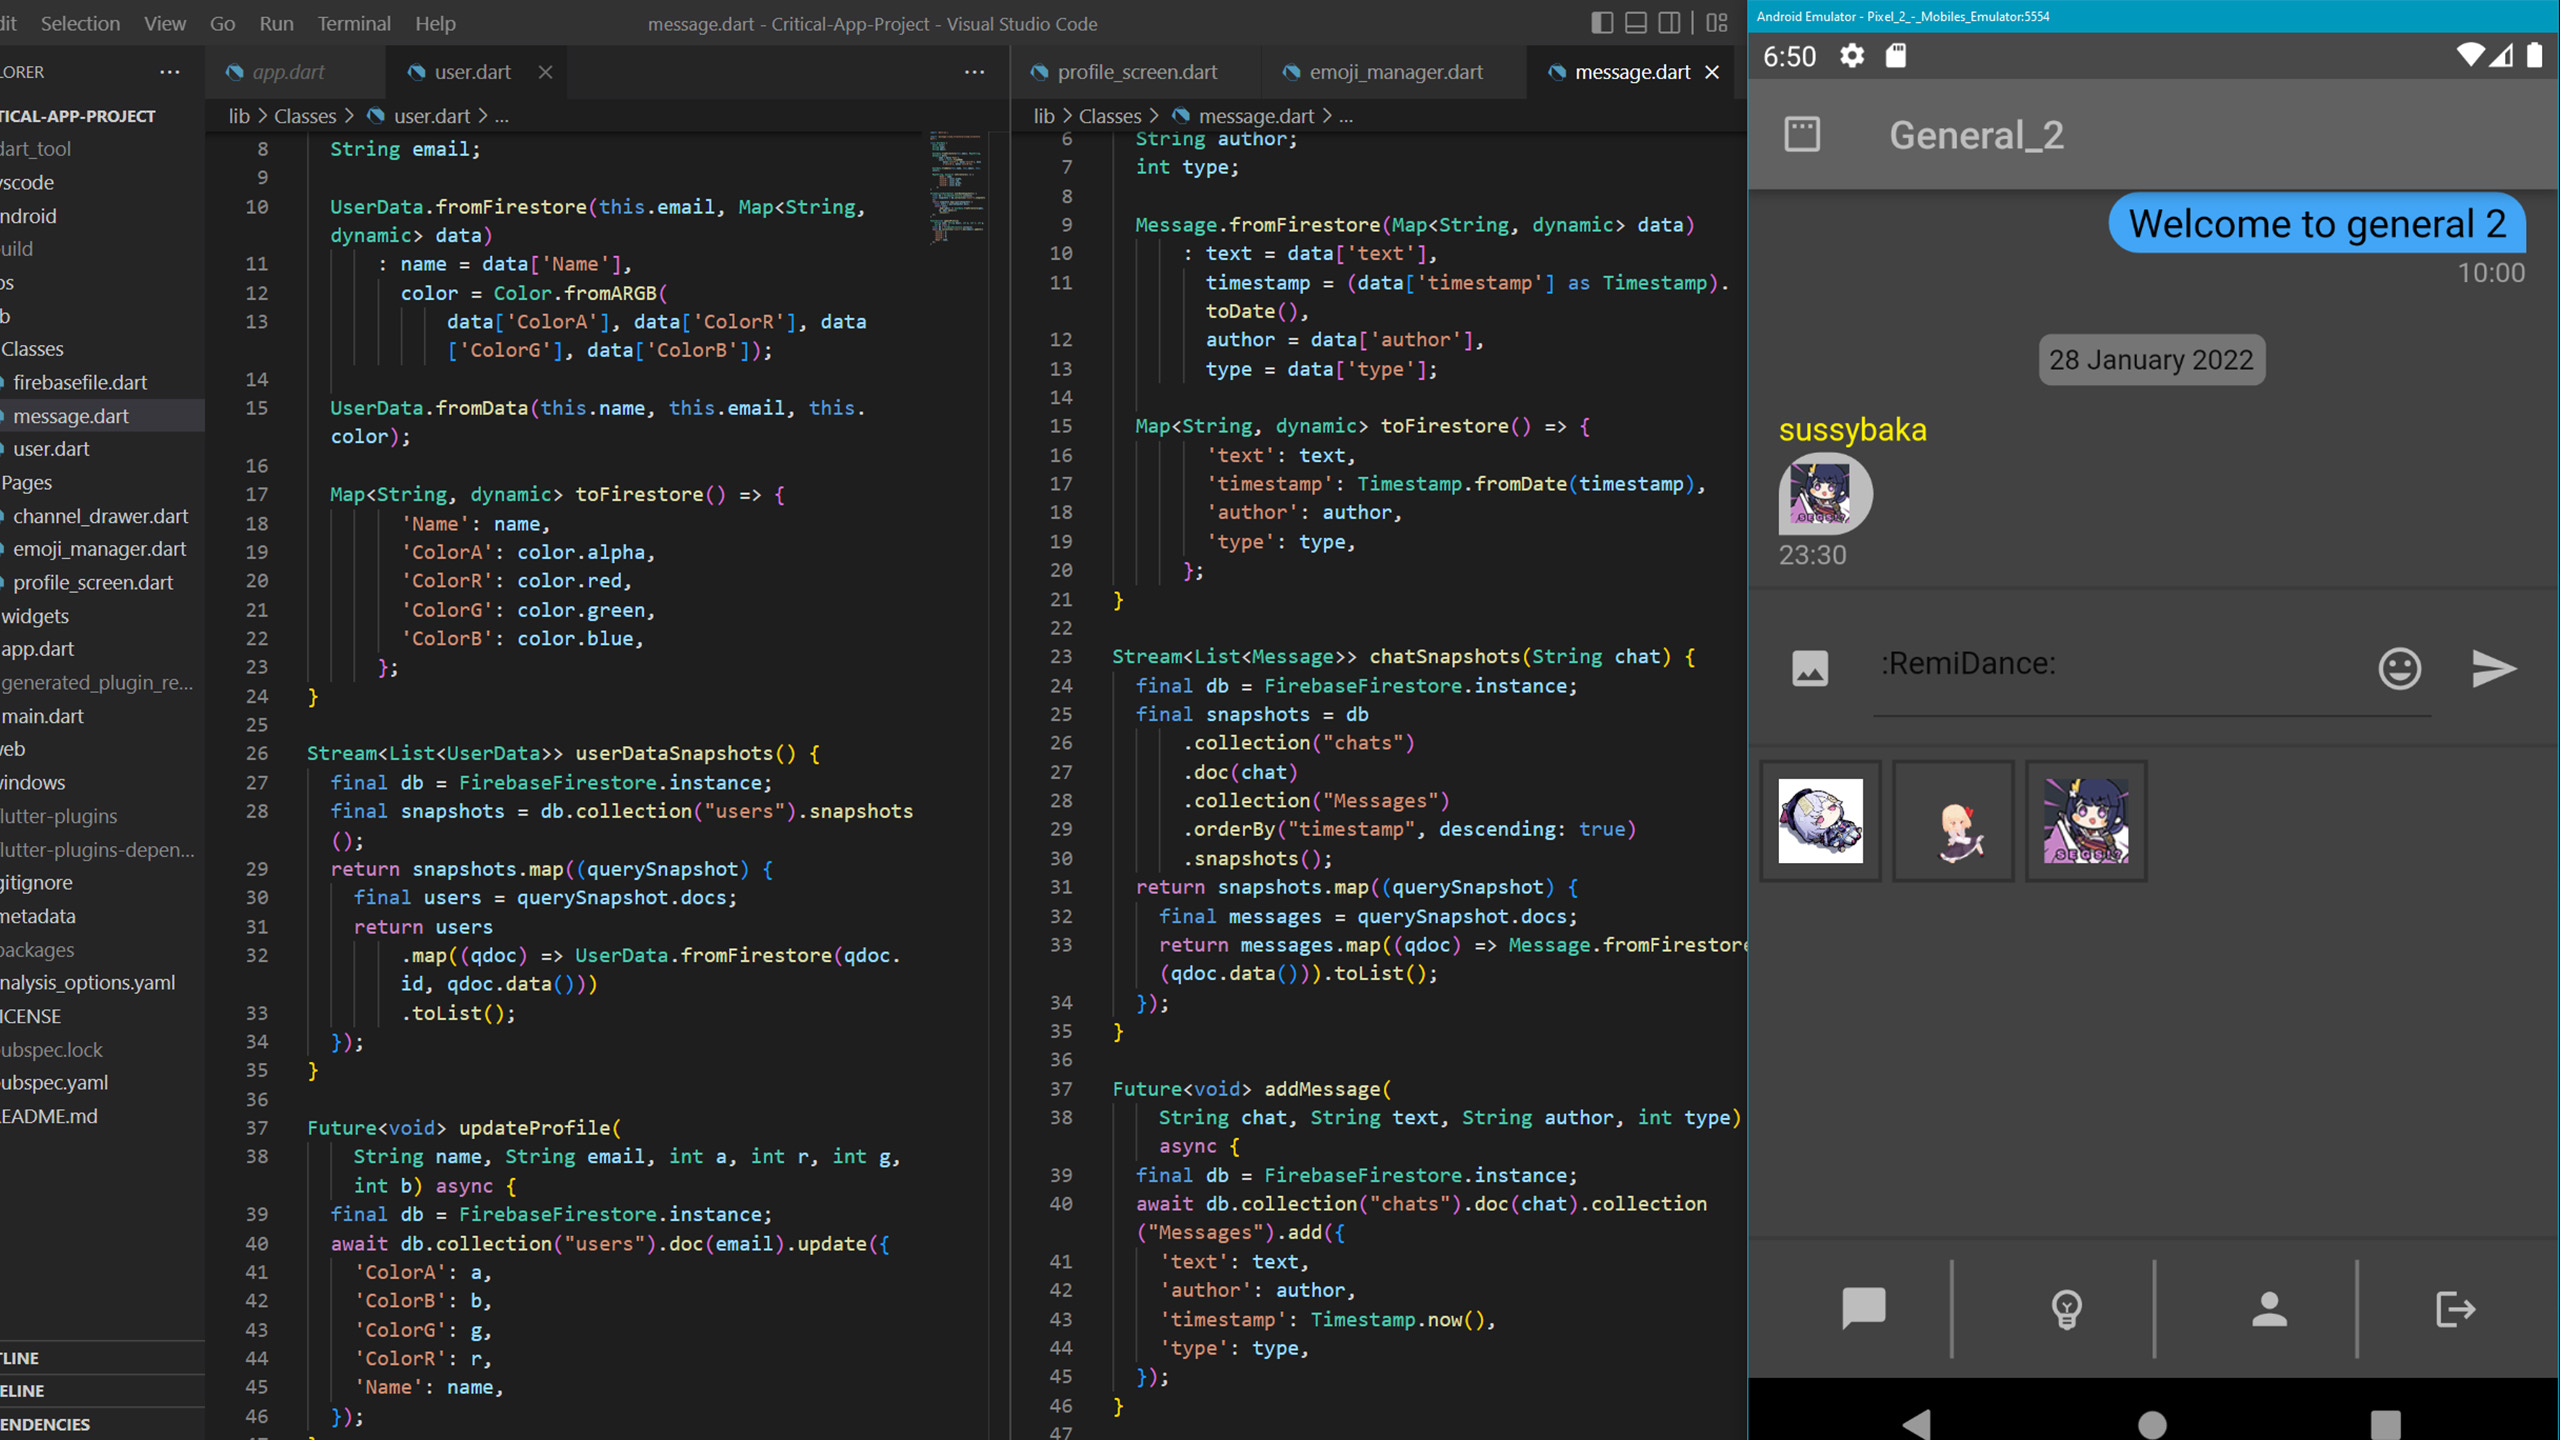 dit Selection View Go Run Terminal Help
message.dart - Critical-App-Project - Visual Studio Code
LORER ...
ITICAL-APP-PROJECT
dart_tool
vscode
android
uild
os
b
Classes
firebasefile.dart
message.dart
user.dart
Pages
channel_drawer.dart
emoji_manager.dart
profile_screen.dart
widgets
app.dart
generated_plugin_re...
main.dart
web
windows
lutter-plugins
lutter-plugins-depen...
gitignore
metadata
packages
nalysis_options.yaml
ICENSE
ubspec.lock
ubspec.yaml
EADME.md
TLINE
ELINE
ENDENCIES
app.dart user.dart ...
lib > Classes > user.dart > ...
8 String email;
9
10 UserData.fromFirestore(this.email, Map<String,
dynamic> data)
11 : name = data['Name'],
12 color = Color.fromARGB(
13 data['ColorA'], data['ColorR'], data
['ColorG'], data['ColorB']);
14
15 UserData.fromData(this.name, this.email, this.
color);
16
17 Map<String, dynamic> toFirestore() => {
18 'Name': name,
19 'ColorA': color.alpha,
20 'ColorR': color.red,
21 'ColorG': color.green,
22 'ColorB': color.blue,
23 };
24 }
25
26 Stream<List<UserData>> userDataSnapshots() {
27 final db = FirebaseFirestore.instance;
28 final snapshots = db.collection("users").snapshots
();
29 return snapshots.map((querySnapshot) {
30 final users = querySnapshot.docs;
31 return users
32 .map((qdoc) => UserData.fromFirestore(qdoc.
id, qdoc.data()))
33 .toList();
34 });
35 }
36
37 Future<void> updateProfile(
38 String name, String email, int a, int r, int g,
int b) async {
39 final db = FirebaseFirestore.instance;
40 await db.collection("users").doc(email).update({
41 'ColorA': a,
42 'ColorB': b,
43 'ColorG': g,
44 'ColorR': r,
45 'Name': name,
46 });
profile_screen.dart emoji_manager.dart message.dart
lib > Classes > message.dart > ...
6 String author;
7 int type;
8
9 Message.fromFirestore(Map<String, dynamic> data)
10 : text = data['text'],
11 timestamp = (data['timestamp'] as Timestamp).
toDate(),
12 author = data['author'],
13 type = data['type'];
14
15 Map<String, dynamic> toFirestore() => {
16 'text': text,
17 'timestamp': Timestamp.fromDate(timestamp),
18 'author': author,
19 'type': type,
20 };
21 }
22
23 Stream<List<Message>> chatSnapshots(String chat) {
24 final db = FirebaseFirestore.instance;
25 final snapshots = db
26 .collection("chats")
27 .doc(chat)
28 .collection("Messages")
29 .orderBy("timestamp", descending: true)
30 .snapshots();
31 return snapshots.map((querySnapshot) {
32 final messages = querySnapshot.docs;
33 return messages.map((qdoc) => Message.fromFirestore
(qdoc.data())).toList();
34 });
35 }
36
37 Future<void> addMessage(
38 String chat, String text, String author, int type)
async {
39 final db = FirebaseFirestore.instance;
40 await db.collection("chats").doc(chat).collection
("Messages").add({
41 'text': text,
42 'author': author,
43 'timestamp': Timestamp.now(),
44 'type': type,
45 });
46 }
47
Android Emulator - Pixel_2_-_Mobiles_Emulator:5554
6:50
General_2
Welcome to general 2
10:00
28 January 2022
sussybaka
23:30
:RemiDance: